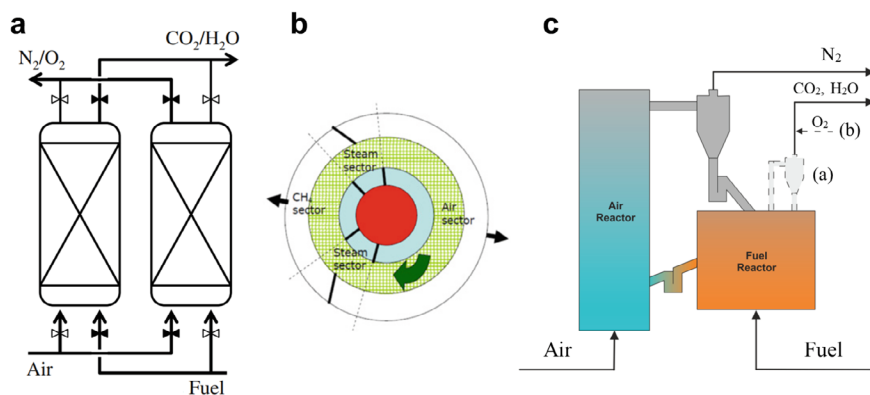 a
CO₂/H₂O
N₂/O₂
Air
Fuel
b
Steam
sector
CH₄
sector
Air
sector
Steam
sector
c
N₂
CO₂, H₂O
O₂ (b)
(a)
Air
Reactor
Fuel
Reactor
Air
Fuel